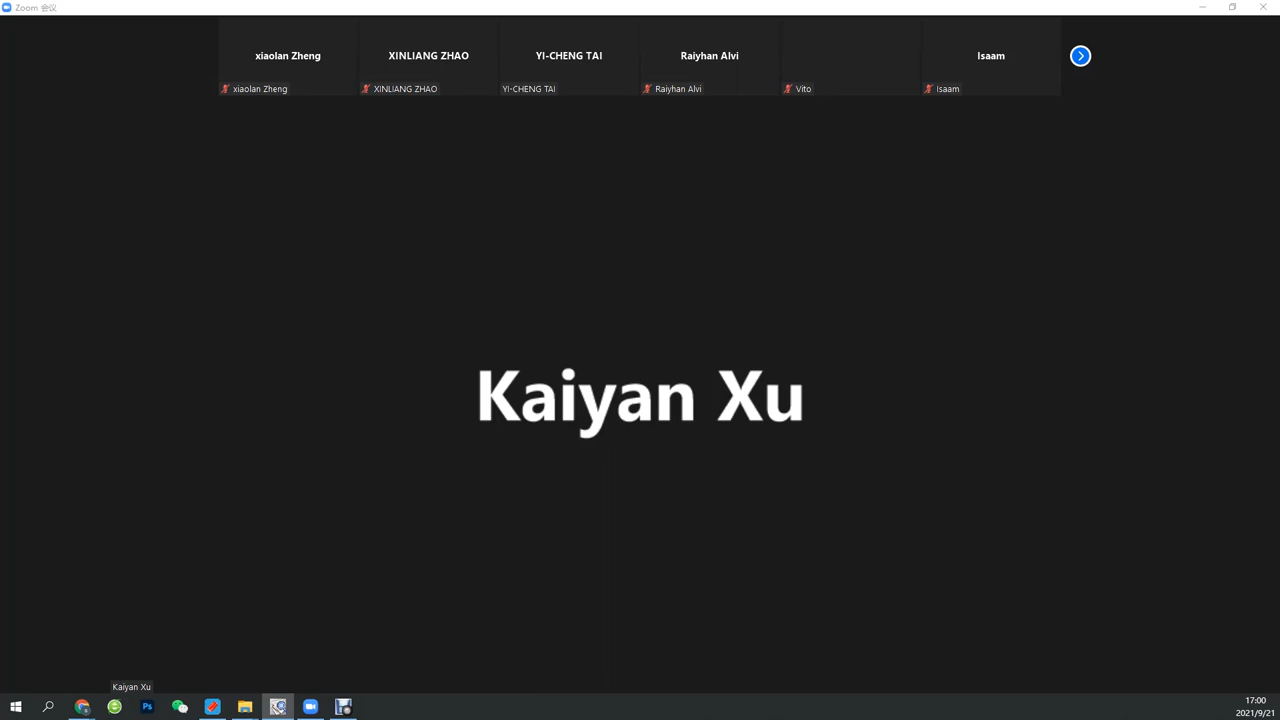 Zoom 会议
xiaolan Zheng
XINLIANG ZHAO
YI-CHENG TAI
Raiyhan Alvi
Isaam
xiaolan Zheng
XINLIANG ZHAO
YI-CHENG TAI
Raiyhan Alvi
Vito
Isaam
Kaiyan Xu
Kaiyan Xu
Ps
17:00
2021/9/21